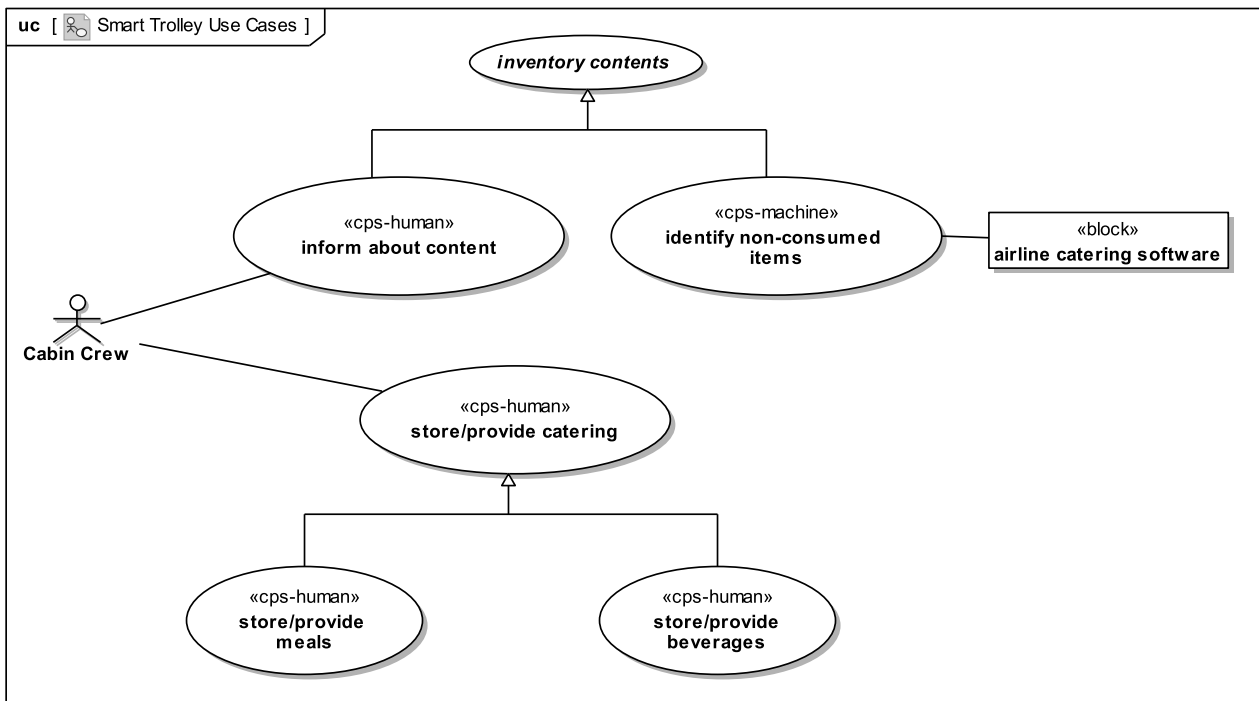 uc [ Smart Trolley Use Cases ]
inventory contents
«cps-human»
inform about content
«cps-machine»
identify non-consumed
items
«block»
airline catering software
Cabin Crew
«cps-human»
store/provide catering
«cps-human»
store/provide
meals
«cps-human»
store/provide
beverages